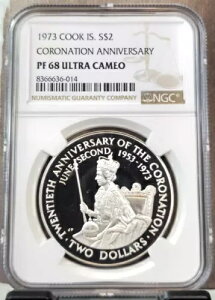 1973 COOK IS. S$2
CORONATION ANNIVERSARY
PF 68 ULTRA CAMEO
8366636-014
NUMISMATIC GUARANTY COMPANY
NGC
TWENTIETH ANNIVERSARY OF THE CORONATION
JUNE SECOND, 1953-1973
· TWO DOLLARS ·